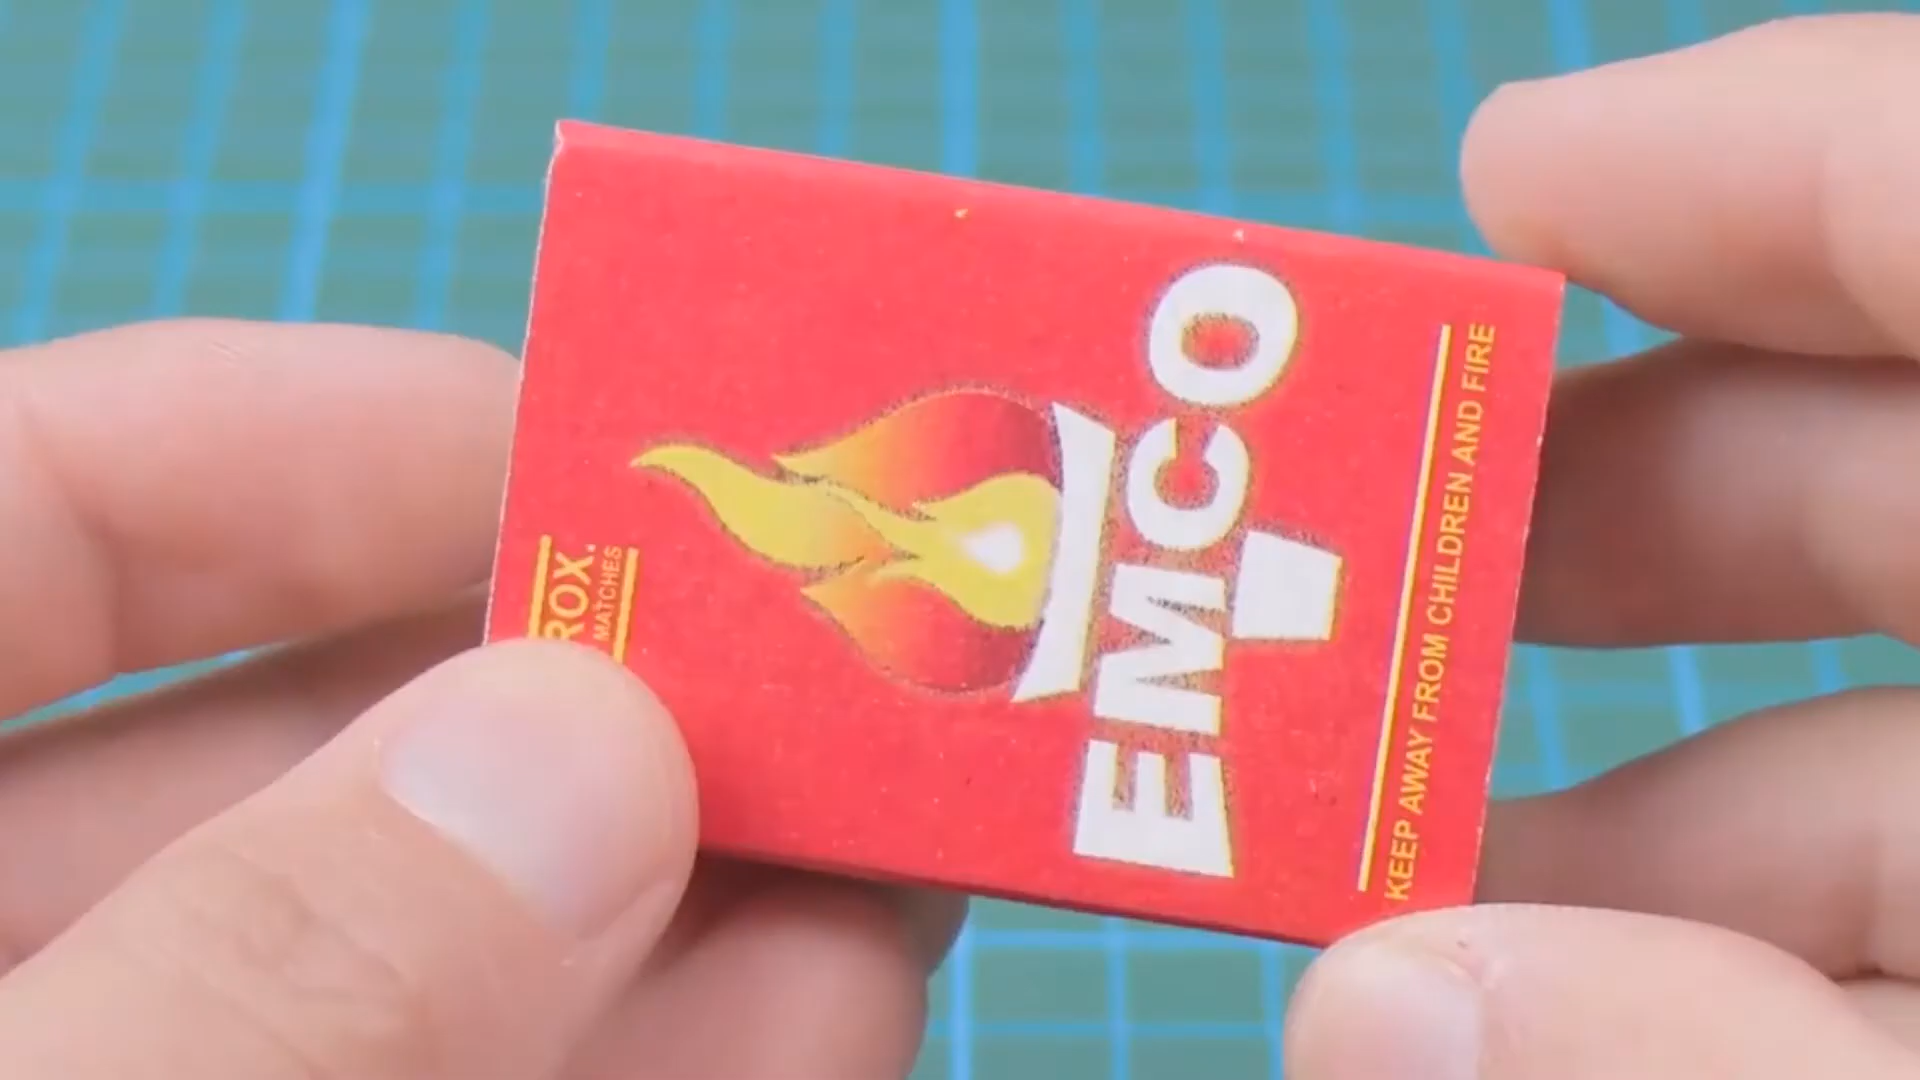 ROX.
MATCHES
EMCO
KEEP AWAY FROM CHILDREN AND FIRE